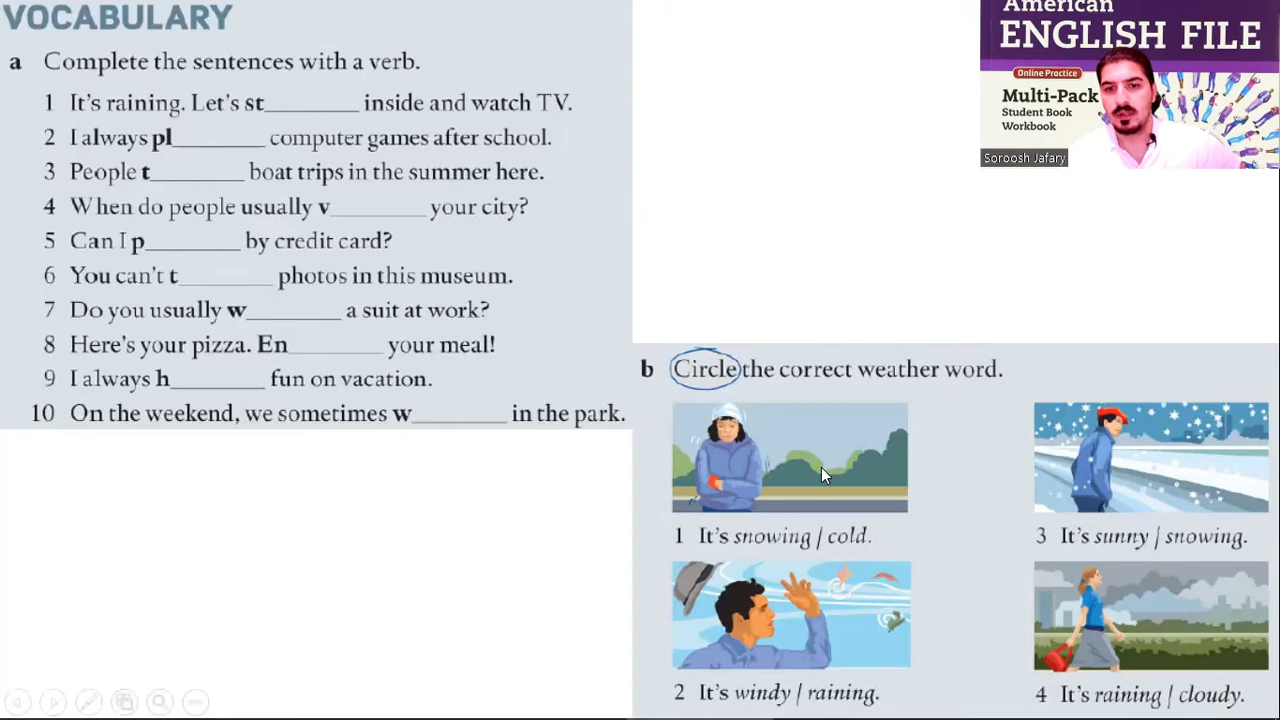 VOCABULARY
a Complete the sentences with a verb.
1 It's raining. Let's st________ inside and watch TV.
2 I always pl________ computer games after school.
3 People t________ boat trips in the summer here.
4 When do people usually v________ your city?
5 Can I p________ by credit card?
6 You can't t________ photos in this museum.
7 Do you usually w________ a suit at work?
8 Here's your pizza. En________ your meal!
9 I always h________ fun on vacation.
10 On the weekend, we sometimes w________ in the park.
American
ENGLISH FILE
Online Practice
Multi-Pack
Student Book
Workbook
Soroosh Jafary
b Circle the correct weather word.
1 It's snowing / cold.
2 It's windy / raining.
3 It's sunny / snowing.
4 It's raining / cloudy.